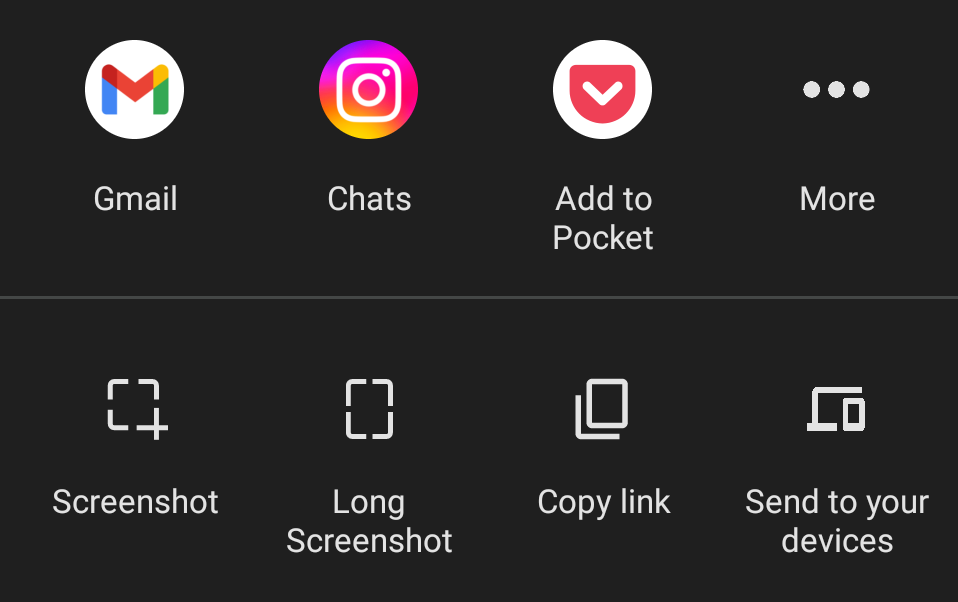 Gmail
Chats
Add to
Pocket
More
Screenshot
Long
Screenshot
Copy link
Send to your
devices